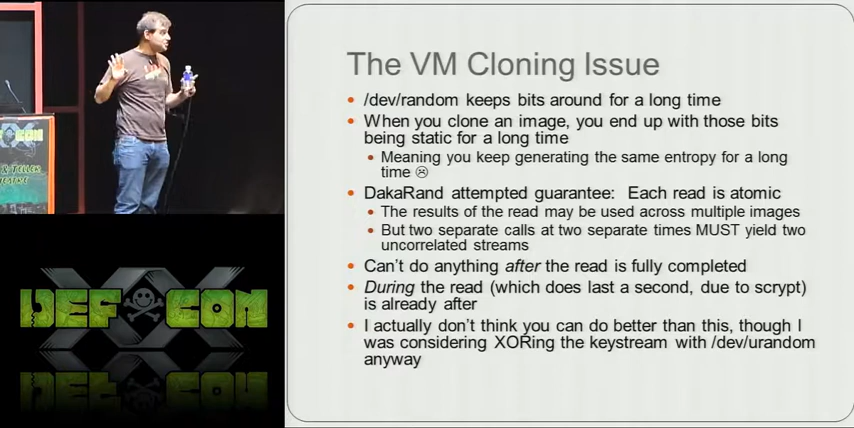 The VM Cloning Issue
/dev/random keeps bits around for a long time
When you clone an image, you end up with those bits
being static for a long time
Meaning you keep generating the same entropy for a long
time ☹
DakaRand attempted guarantee: Each read is atomic
The results of the read may be used across multiple images
But two separate calls at two separate times MUST yield two
uncorrelated streams
Can't do anything after the read is fully completed
During the read (which does last a second, due to scrypt)
is already after
I actually don't think you can do better than this, though I
was considering XORing the keystream with /dev/urandom
anyway
& TELLER
DEF CON
XX